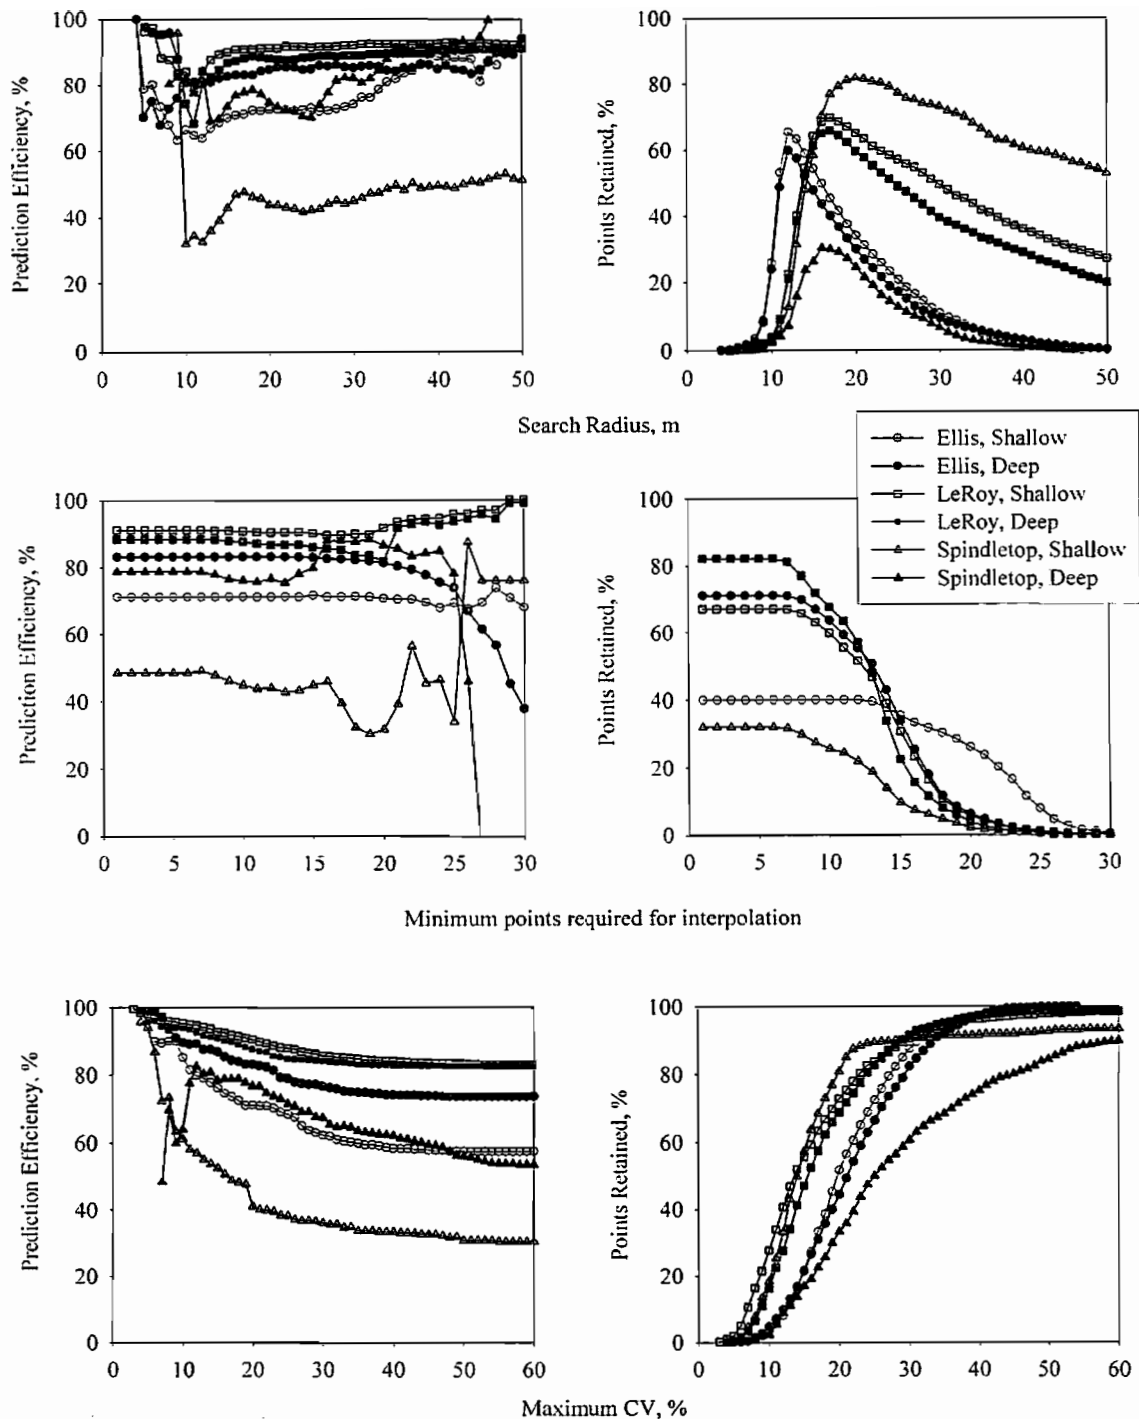 Prediction Efficiency, %
100
80
60
40
20
0
0 10 20 30 40 50
Points Retained, %
100
80
60
40
20
0
0 10 20 30 40 50
Search Radius, m
Ellis, Shallow
Ellis, Deep
LeRoy, Shallow
LeRoy, Deep
Spindletop, Shallow
Spindletop, Deep
Prediction Efficiency, %
100
80
60
40
20
0
0 5 10 15 20 25 30
Points Retained, %
100
80
60
40
20
0
0 5 10 15 20 25 30
Minimum points required for interpolation
Prediction Efficiency, %
100
80
60
40
20
0
0 10 20 30 40 50 60
Points Retained, %
100
80
60
40
20
0
0 10 20 30 40 50 60
Maximum CV, %